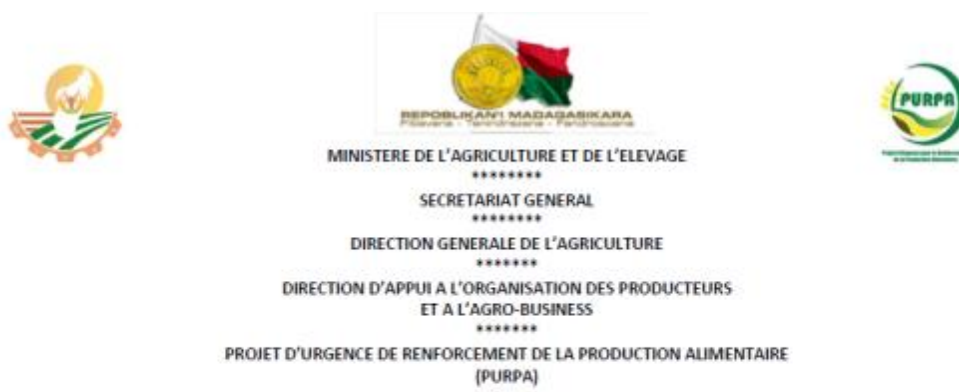 REPOBLIKAN'I MADAGASIKARA
Fitiavana - Tanindrazana - Fandrosoana
PURPA
MINISTERE DE L'AGRICULTURE ET DE L'ELEVAGE
********
SECRETARIAT GENERAL
********
DIRECTION GENERALE DE L'AGRICULTURE
*******
DIRECTION D'APPUI A L'ORGANISATION DES PRODUCTEURS
ET A L'AGRO-BUSINESS
*******
PROJET D'URGENCE DE RENFORCEMENT DE LA PRODUCTION ALIMENTAIRE
(PURPA)